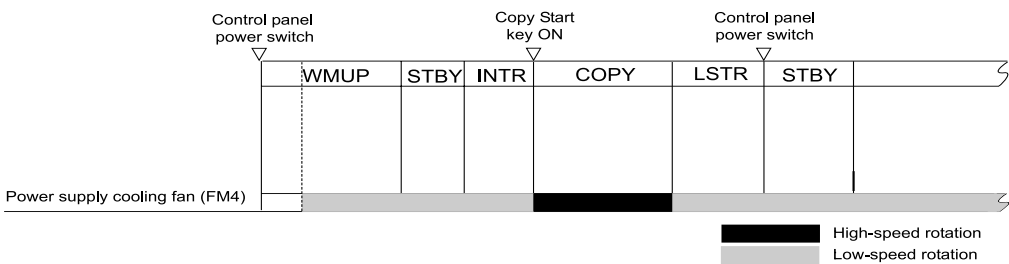 Control panel
power switch
Copy Start
key ON
Control panel
power switch
WMUP STBY INTR COPY LSTR STBY
Power supply cooling fan (FM4)
High-speed rotation
Low-speed rotation